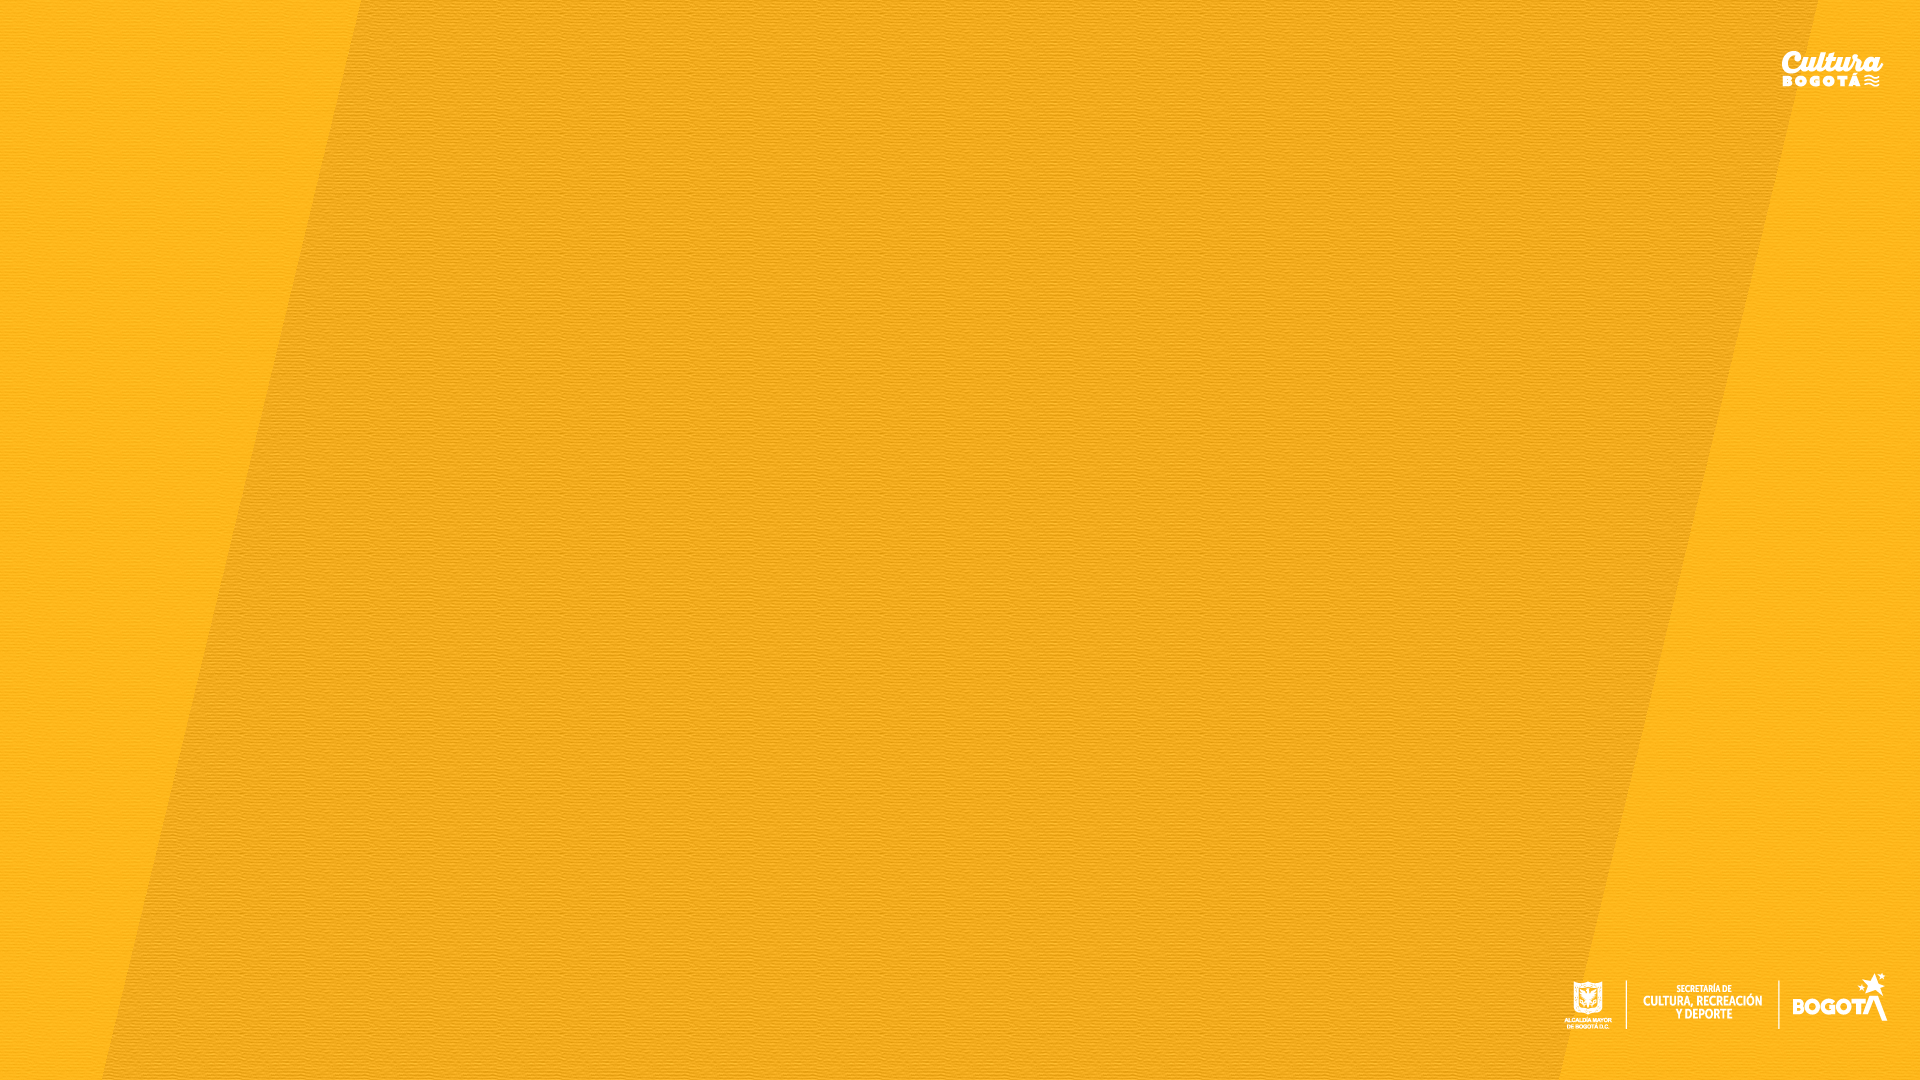 Cultura
BOGOTÁ
ALCALDÍA MAYOR
DE BOGOTÁ D.C.
SECRETARÍA DE
CULTURA, RECREACIÓN
Y DEPORTE
BOGOTÁ